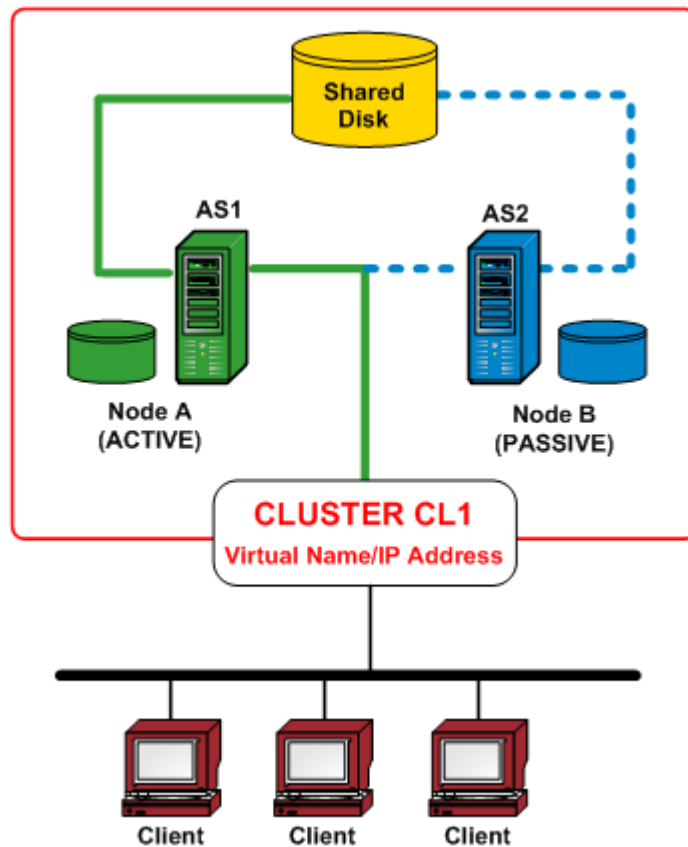 Shared
Disk
AS1
AS2
Node A
(ACTIVE)
Node B
(PASSIVE)
CLUSTER CL1
Virtual Name/IP Address
Client
Client
Client